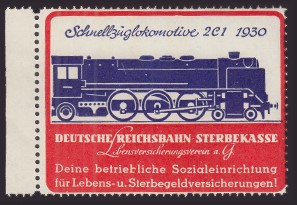 Schnellzuglokomotive 2C1 1930
DEUTSCHE REICHSBAHN-STERBEKASSE
Lebensversicherungsverein a.G
Deine betriebliche Sozialeinrichtung
für Lebens- u. Sterbegeldversicherungen!